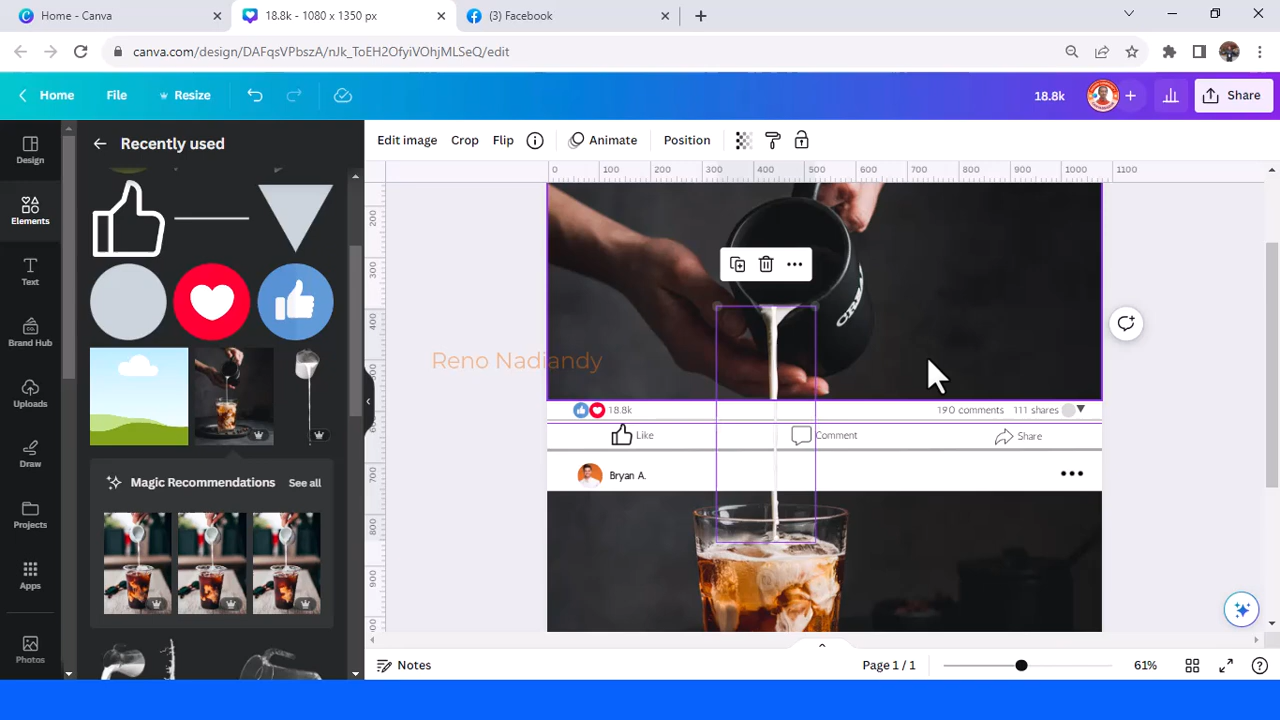 Home - Canva
18.8k - 1080 x 1350 px
(3) Facebook
canva.com/design/DAFqsVPbszA/nJk_ToEH2OfyiVOhjMLSeQ/edit
Home
File
Resize
18.8k
Share
Design
Elements
Text
Brand Hub
Uploads
Draw
Projects
Apps
Photos
Recently used
Magic Recommendations
See all
Edit image
Crop
Flip
Animate
Position
0 100 200 300 400 500 600 700 800 900 1000 1100
200
300
400
500
600
700
800
900
CREA
Reno Nadiandy
18.8k
190 comments
111 shares
Like
Comment
Share
Bryan A.
Notes
Page 1 / 1
61%